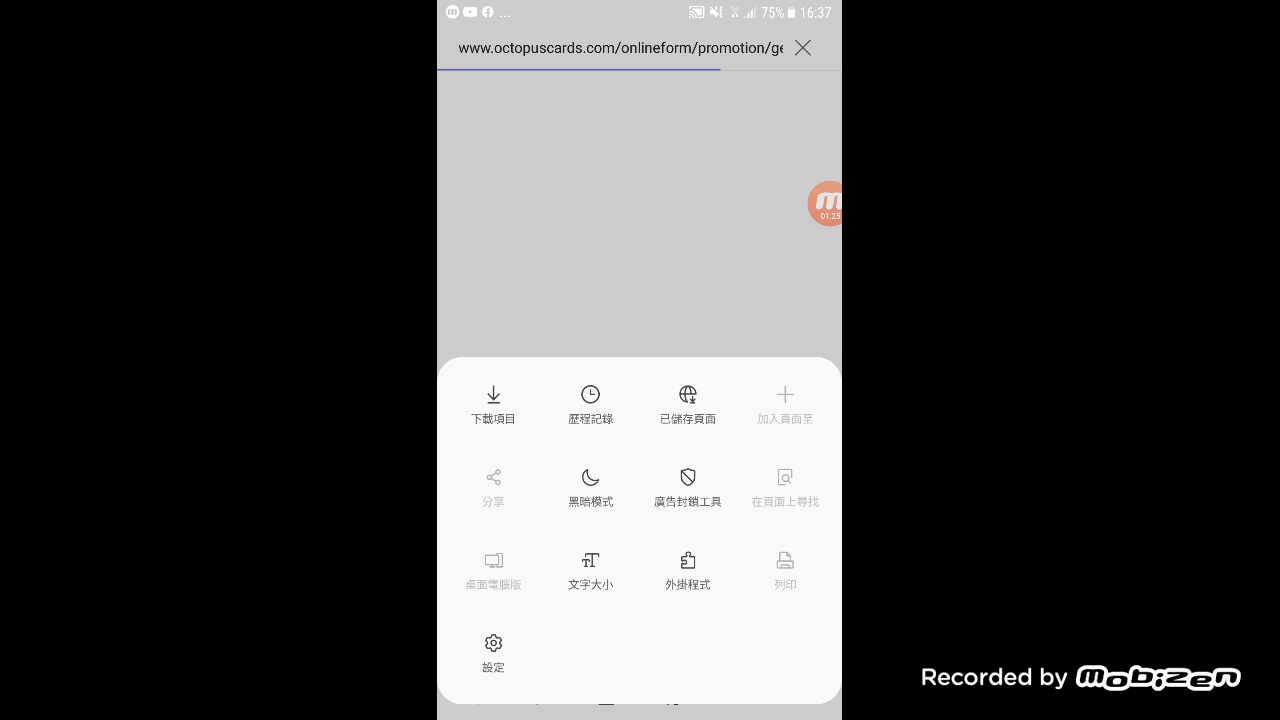 ... 75% 16:37
www.octopuscards.com/onlineform/promotion/ge
01:25
下載項目 歷程記錄 已儲存頁面 加入頁面至
分享 黑暗模式 廣告封鎖工具 在頁面上尋找
桌面電腦版 文字大小 外掛程式 列印
設定
Recorded by mobizen